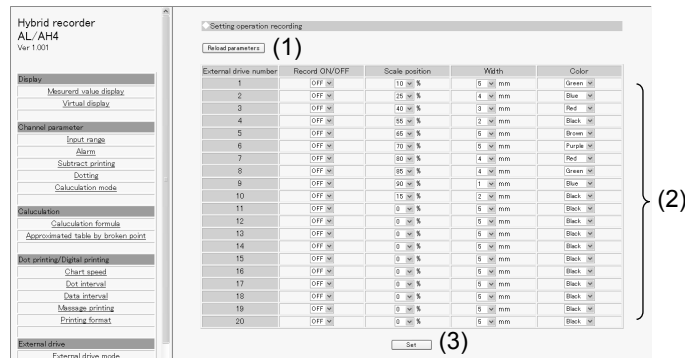 Hybrid recorder
AL/AH4
Ver 1.001
Display
Mesurerd value display
Virtual display
Channel parameter
Input range
Alarm
Subtract printing
Dotting
Caluculation mode
Caluculation
Caluculation formula
Approximated table by broken point
Dot printing/Digital printing
Chart speed
Dot interval
Data interval
Massage printing
Printing format
External drive
External drive mode
Setting operation recording
Reload parameters (1)
External drive number Record ON/OFF Scale position Width Color
1 OFF 10 % 5 mm Green
2 OFF 25 % 4 mm Blue
3 OFF 40 % 3 mm Red
4 OFF 55 % 2 mm Black
5 OFF 65 % 5 mm Brown
6 OFF 70 % 5 mm Purple
7 OFF 80 % 4 mm Red
8 OFF 85 % 4 mm Green
9 OFF 90 % 1 mm Blue
10 OFF 15 % 2 mm Black
11 OFF 0 % 5 mm Black
12 OFF 0 % 5 mm Black
13 OFF 0 % 5 mm Black
14 OFF 0 % 5 mm Black
15 OFF 0 % 5 mm Black
16 OFF 0 % 5 mm Black
17 OFF 0 % 5 mm Black
18 OFF 0 % 5 mm Black
19 OFF 0 % 5 mm Black
20 OFF 0 % 5 mm Black
(2)
Set (3)